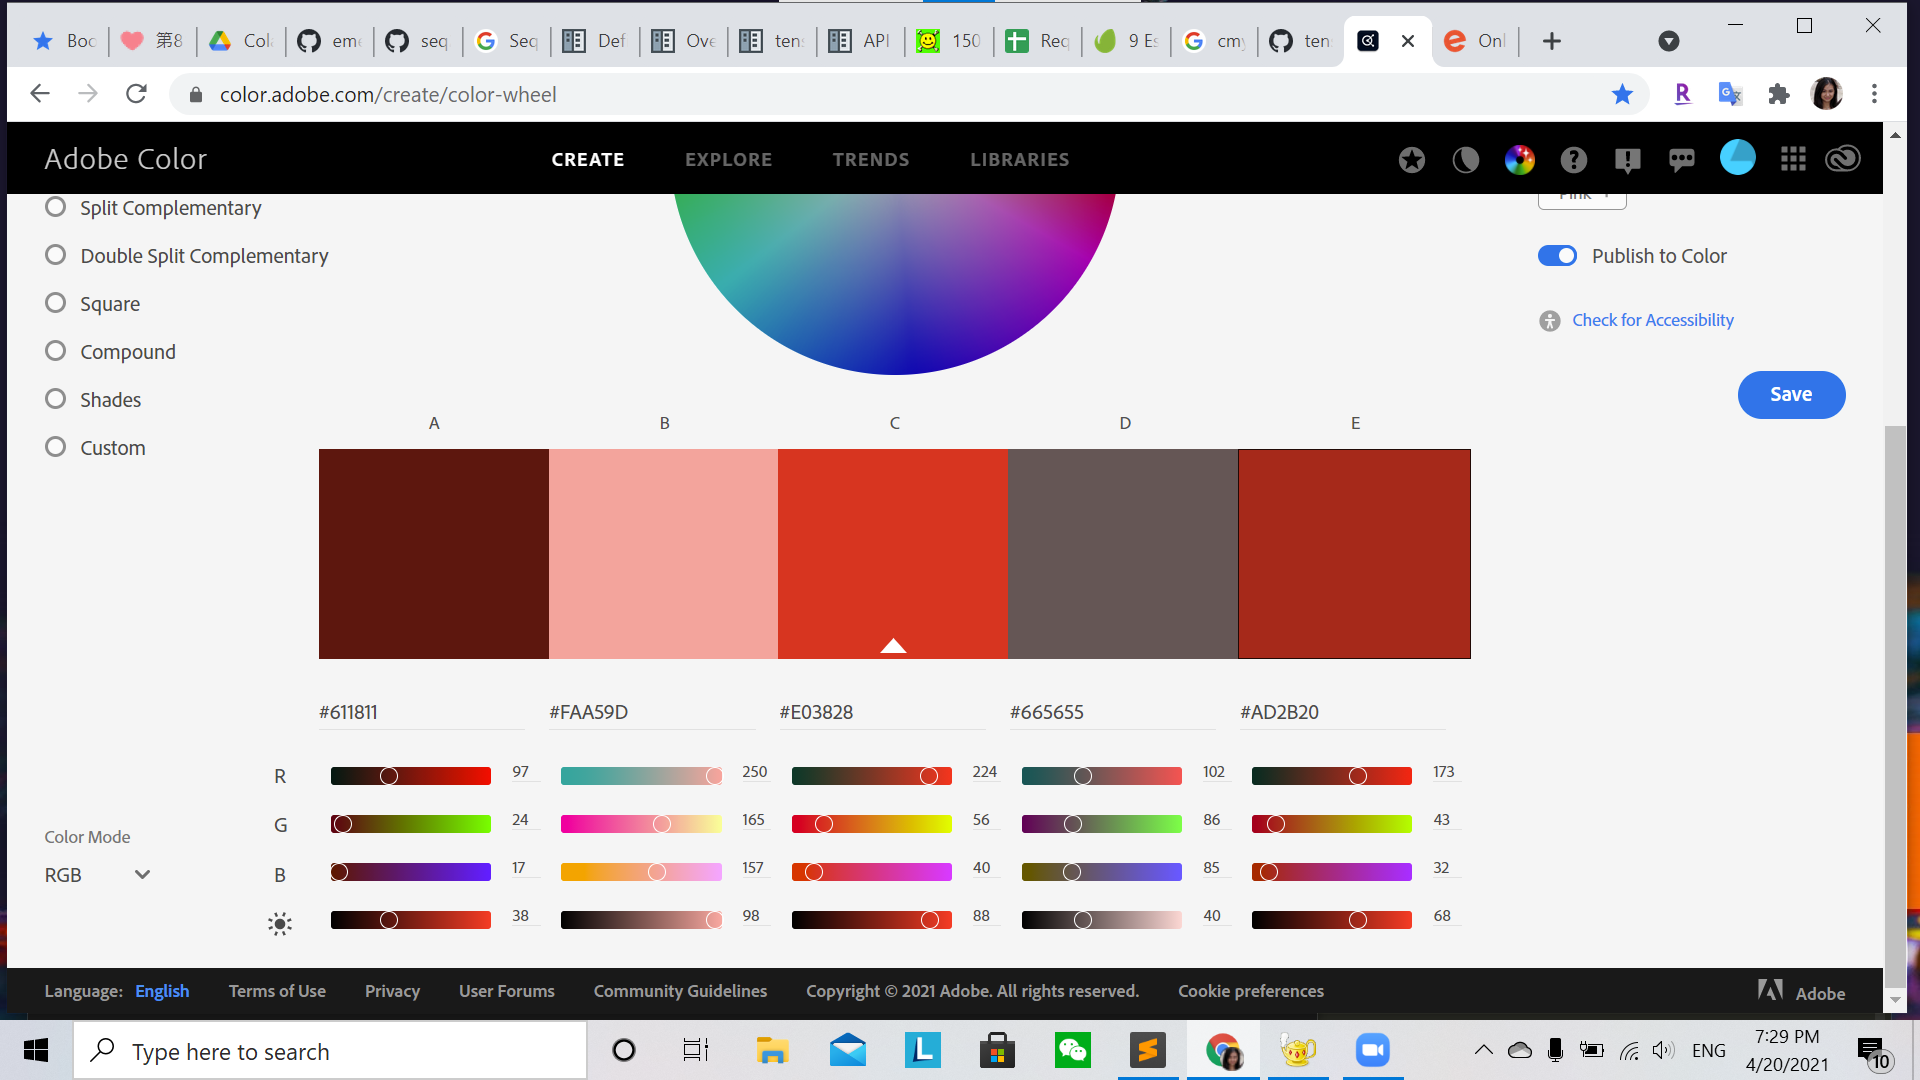 Boo
第8
Col
eme
seq
Seq
Def
Ove
tens
API
150
Req
9 Es
cmy
ten
Onl
color.adobe.com/create/color-wheel
Adobe Color
CREATE
EXPLORE
TRENDS
LIBRARIES
Split Complementary
Pink +
Double Split Complementary
Publish to Color
Square
Check for Accessibility
Compound
Shades
Save
Custom
A B C D E
#611811 #FAA59D #E03828 #665655 #AD2B20
R 97 250 224 102 173
G 24 165 56 86 43
Color Mode
RGB
B 17 157 40 85 32
38 98 88 40 68
Language: English Terms of Use Privacy User Forums Community Guidelines Copyright © 2021 Adobe. All rights reserved. Cookie preferences Adobe
Type here to search
ENG
7:29 PM
4/20/2021
10